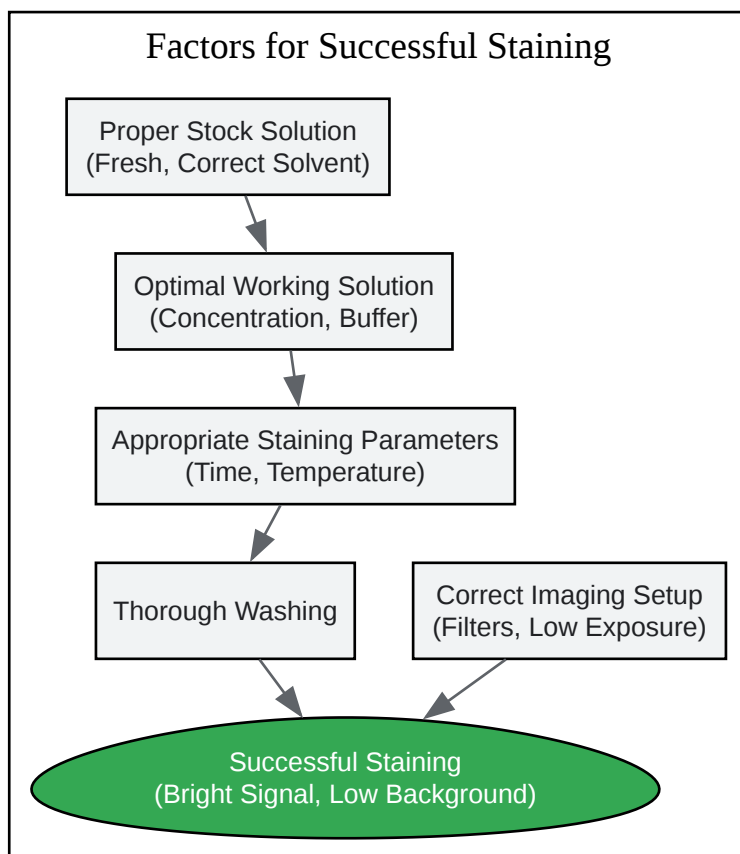 Factors for Successful Staining
Proper Stock Solution
(Fresh, Correct Solvent)
Optimal Working Solution
(Concentration, Buffer)
Appropriate Staining Parameters
(Time, Temperature)
Thorough Washing
Correct Imaging Setup
(Filters, Low Exposure)
Successful Staining
(Bright Signal, Low Background)